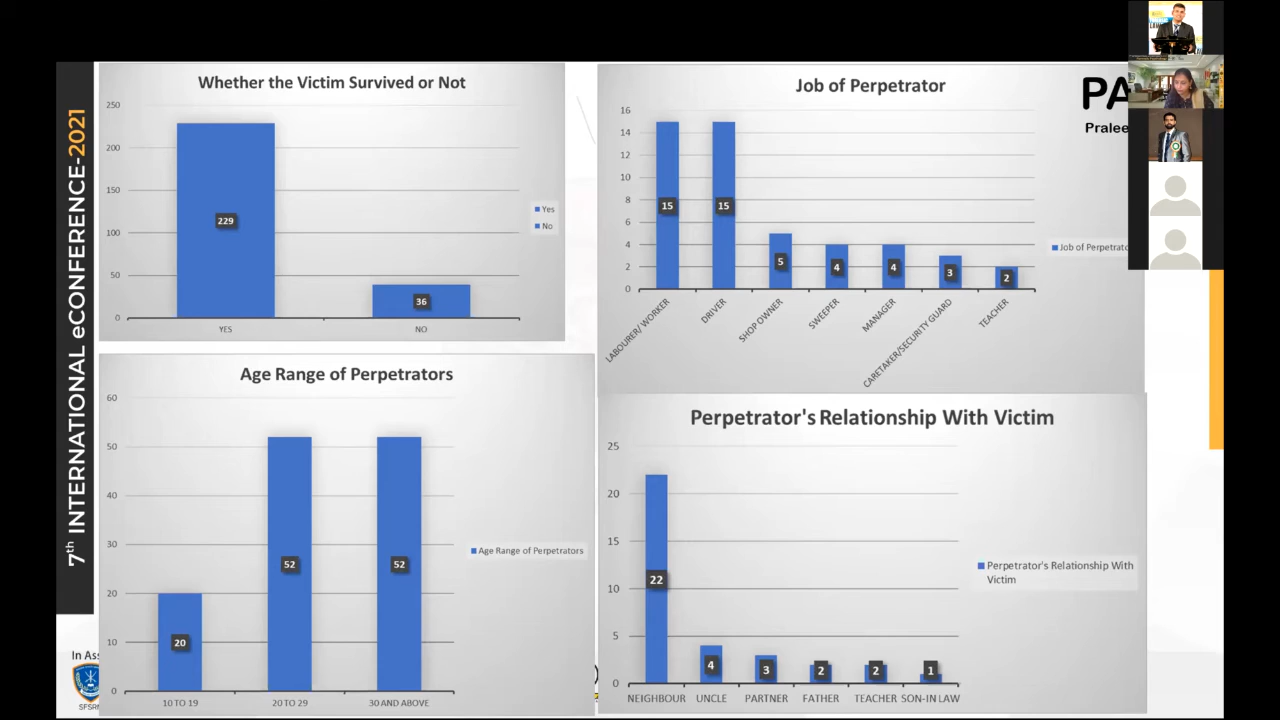 7th INTERNATIONAL eCONFERENCE-2021
Whether the Victim Survived or Not
250
200
150
100
50
0
229
36
YES
NO
Yes
No
Job of Perpetrator
16
14
12
10
8
6
4
2
0
15
15
5
4
4
3
2
LABOURER/ WORKER
DRIVER
SHOP OWNER
SWEEPER
MANAGER
CARETAKER/SECURITY GUARD
TEACHER
Job of Perpetrato
PA
Pralee
Age Range of Perpetrators
60
50
40
30
20
10
0
20
52
52
10 TO 19
20 TO 29
30 AND ABOVE
Age Range of Perpetrators
Perpetrator's Relationship With Victim
25
20
15
10
5
0
22
4
3
2
2
1
NEIGHBOUR
UNCLE
PARTNER
FATHER
TEACHER
SON-IN LAW
Perpetrator's Relationship With
Victim
In Ass
SFSR